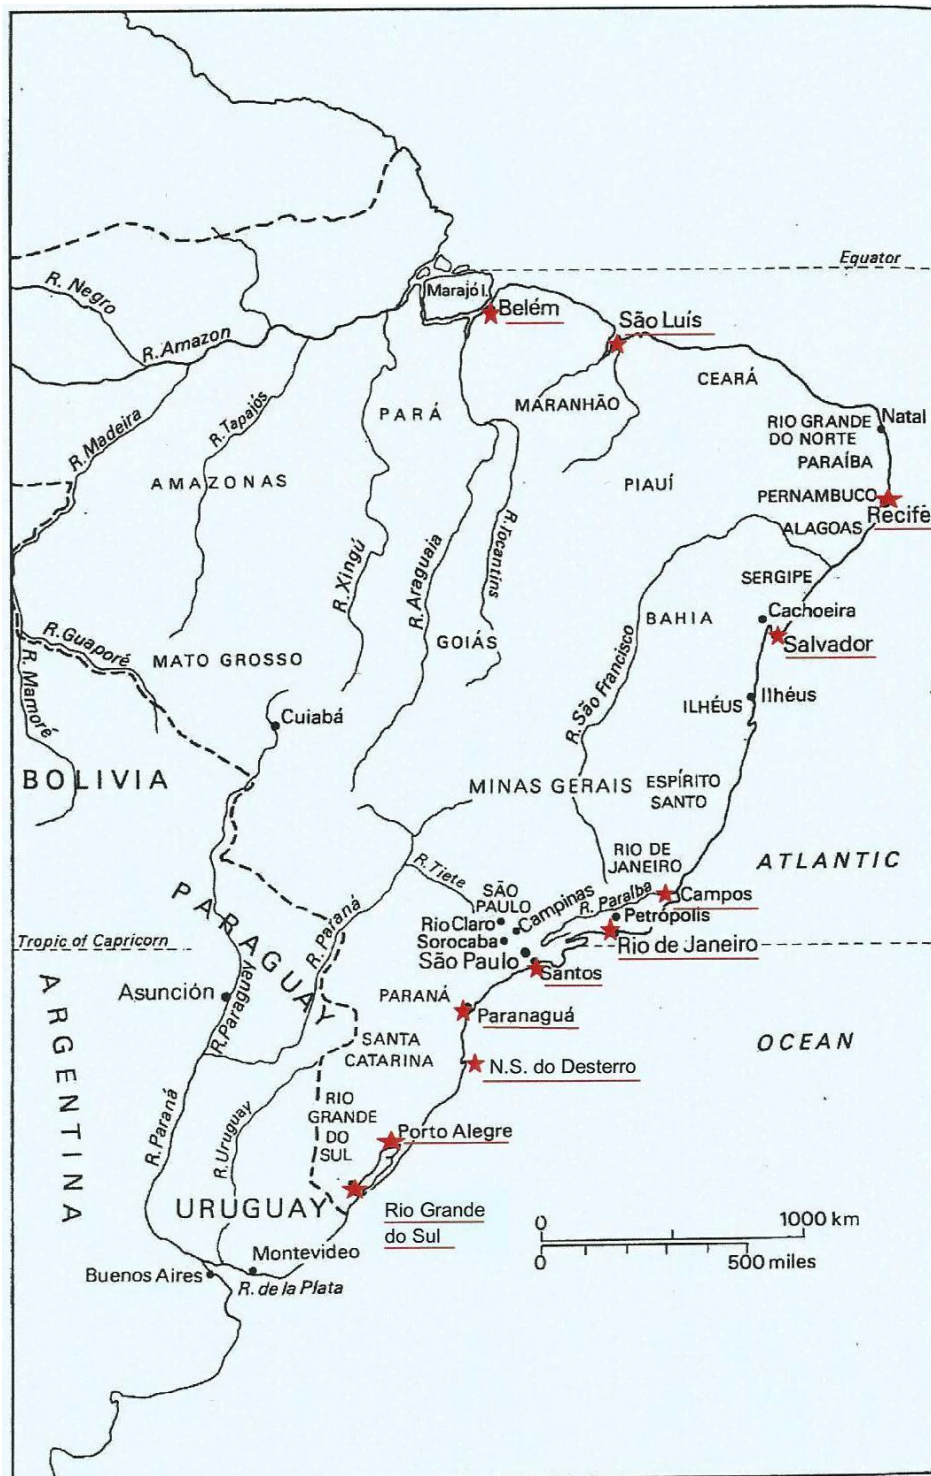 Equator
R. Negro
Marajó I.
Belém
R. Amazon
São Luís
CEARÁ
R. Madeira
R. Tapajós
PARÁ
MARANHÃO
Natal
RIO GRANDE
DO NORTE
PARAÍBA
AMAZONAS
PIAUÍ
PERNAMBUCO
Recife
ALAGOAS
R. Xingú
R. Araguaia
R. Tocantins
SERGIPE
BAHIA
Cachoeira
Salvador
R. Guaporé
R. Mamoré
MATO GROSSO
GOIÁS
R. São Francisco
ILHÉUS
Ilhéus
Cuiabá
BOLIVIA
MINAS GERAIS
ESPÍRITO
SANTO
RIO DE
JANEIRO
ATLANTIC
R. Tiete
SÃO
PAULO
Campinas
R. Paraíba
Campos
Petrópolis
Rio Claro
Sorocaba
São Paulo
Rio de Janeiro
Santos
Tropic of Capricorn
PARAGUAY
R. Paraná
Asunción
R. Paraguay
PARANÁ
Paranaguá
ARGENTINA
SANTA
CATARINA
OCEAN
N.S. do Desterro
R. Paraná
R. Uruguay
RIO
GRANDE
DO
SUL
Porto Alegre
URUGUAY
Rio Grande
do Sul
0 1000 km
0 500 miles
Montevideo
Buenos Aires
R. de la Plata